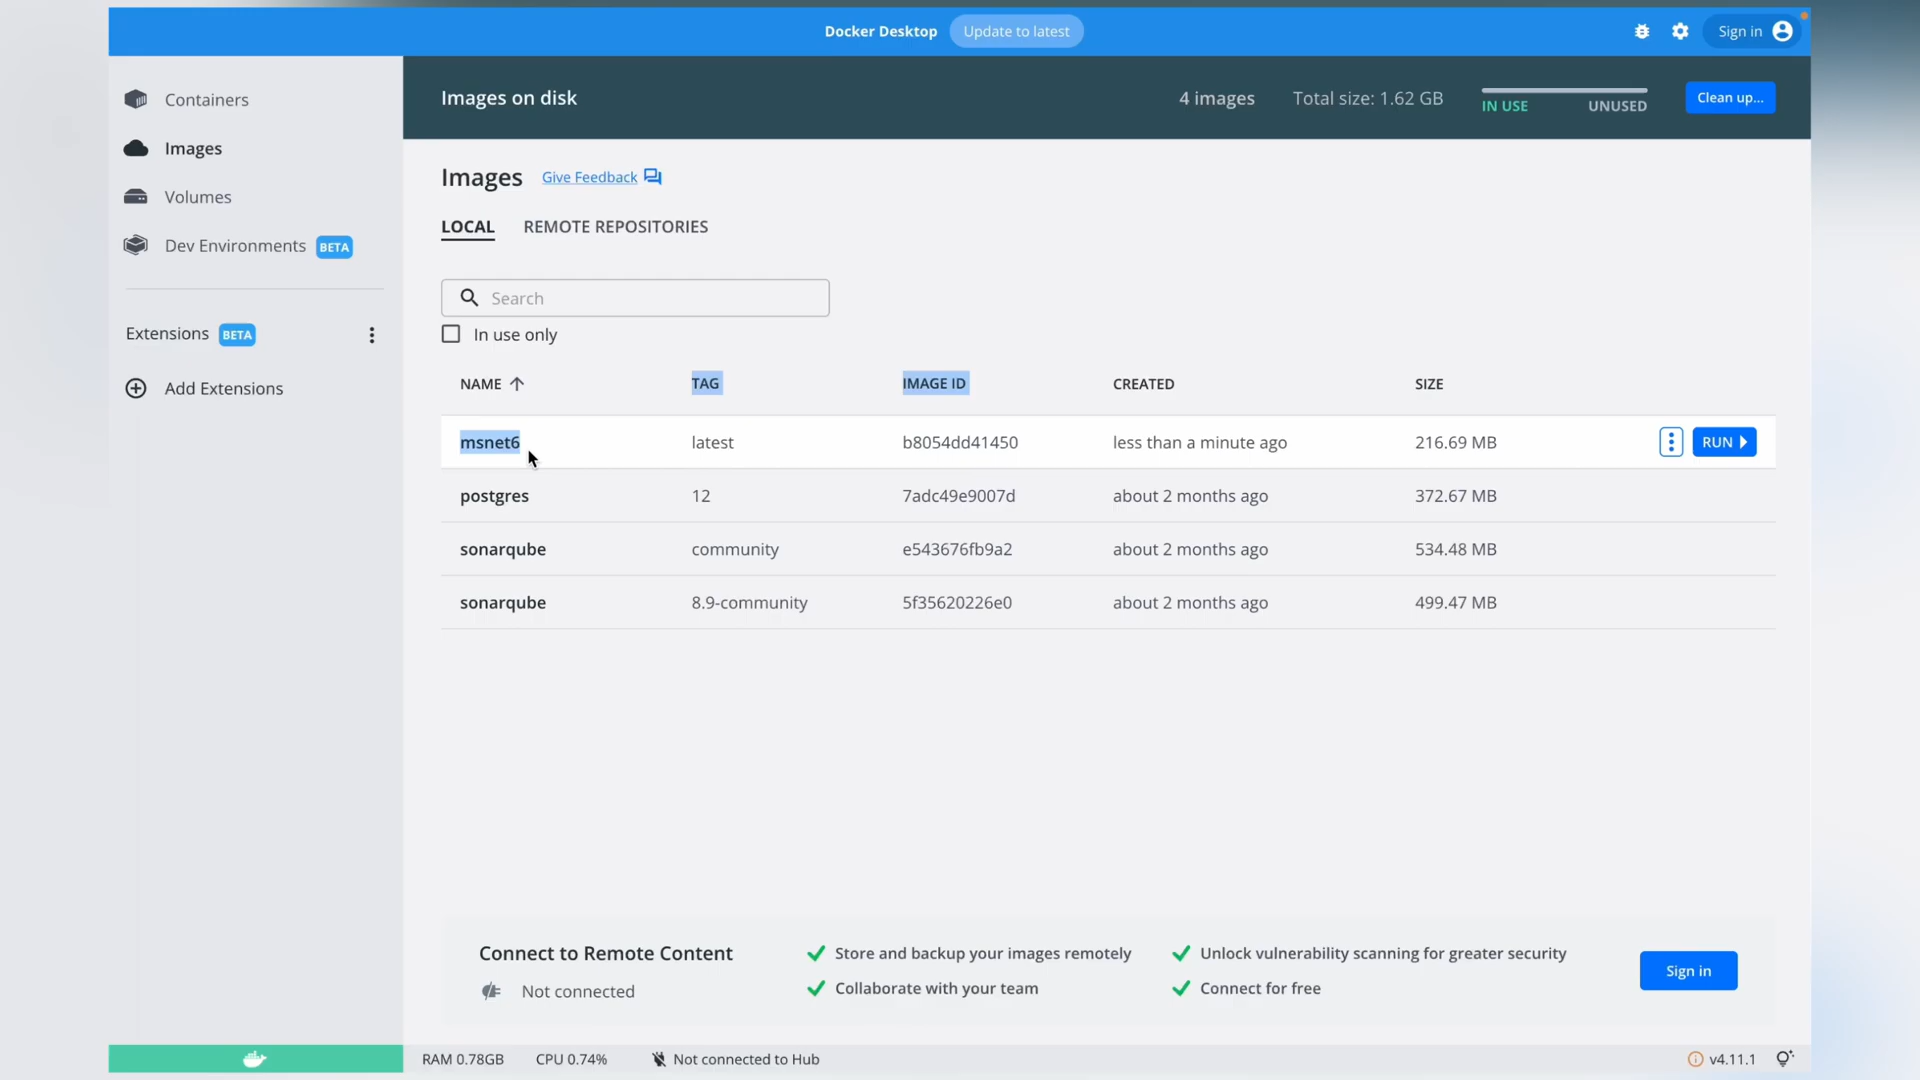 Docker Desktop Update to latest Sign in
Containers
Images
Volumes
Dev Environments BETA
Extensions BETA
Add Extensions
Images on disk 4 images Total size: 1.62 GB IN USE UNUSED Clean up...
Images Give Feedback
LOCAL REMOTE REPOSITORIES
Search
In use only
NAME TAG IMAGE ID CREATED SIZE
msnet6 latest b8054dd41450 less than a minute ago 216.69 MB RUN
postgres 12 7adc49e9007d about 2 months ago 372.67 MB
sonarqube community e543676fb9a2 about 2 months ago 534.48 MB
sonarqube 8.9-community 5f35620226e0 about 2 months ago 499.47 MB
Connect to Remote Content Store and backup your images remotely Unlock vulnerability scanning for greater security
Not connected Collaborate with your team Connect for free
Sign in
RAM 0.78GB CPU 0.74% Not connected to Hub v4.11.1